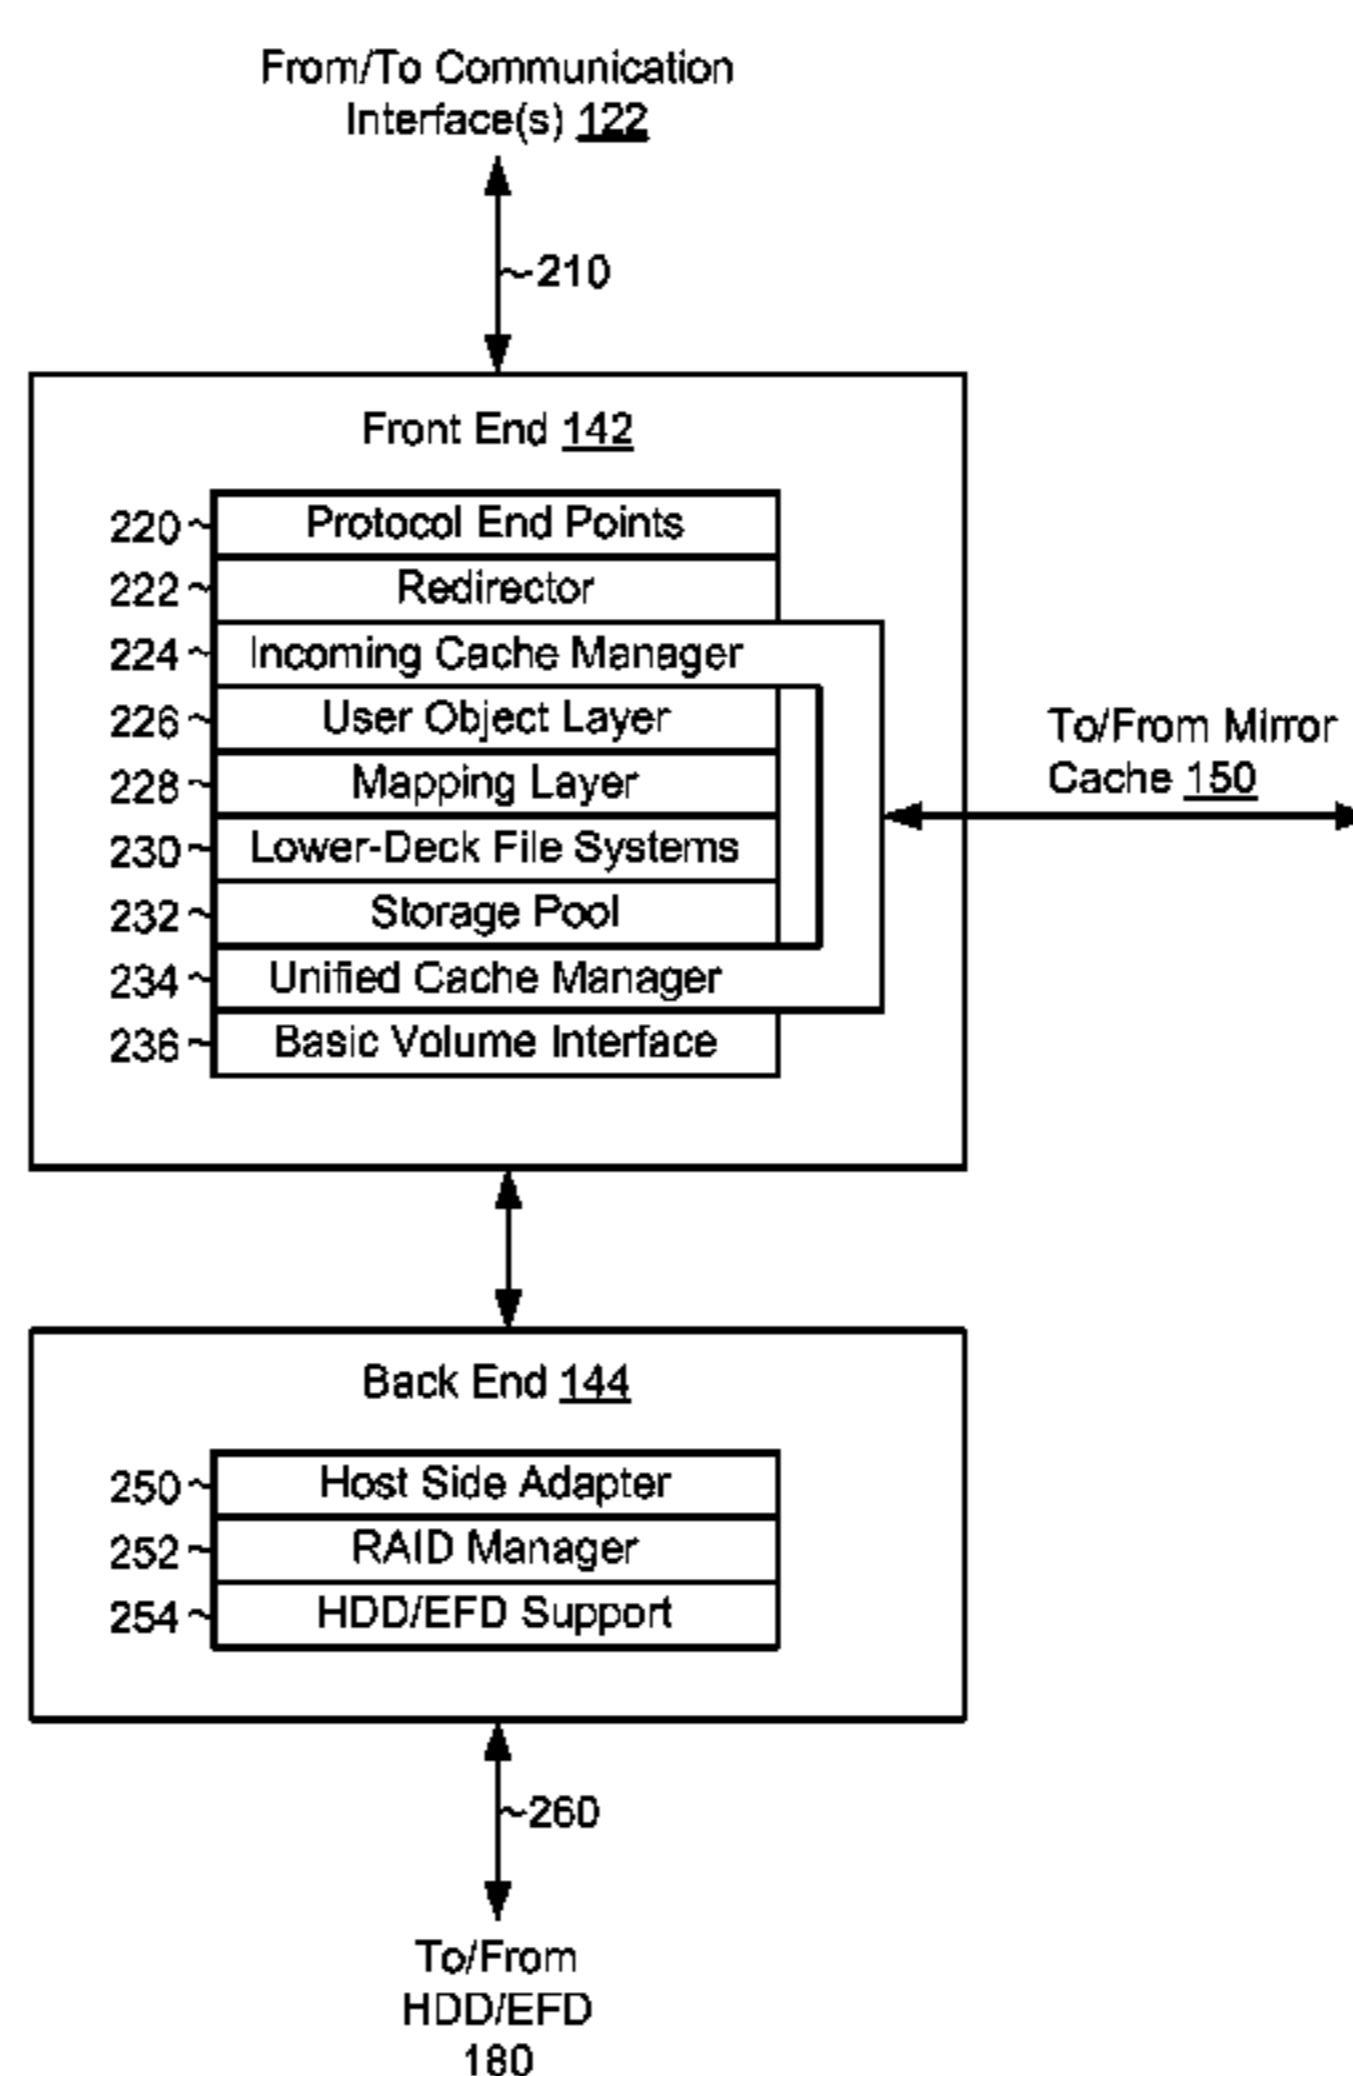 From/To Communication
Interface(s) 122
210
Front End 142
220 Protocol End Points
222 Redirector
224 Incoming Cache Manager
226 User Object Layer
228 Mapping Layer
230 Lower-Deck File Systems
232 Storage Pool
234 Unified Cache Manager
236 Basic Volume Interface
To/From Mirror
Cache 150
Back End 144
250 Host Side Adapter
252 RAID Manager
254 HDD/EFD Support
260
To/From
HDD/EFD
180